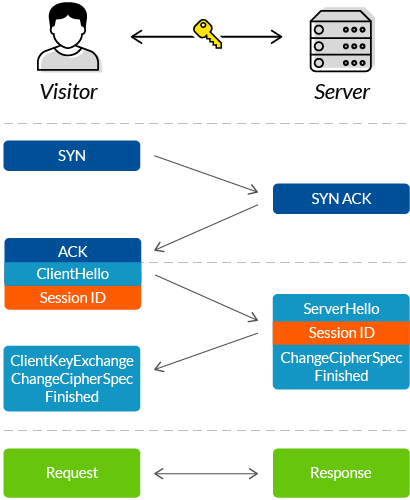 Visitor
Server
SYN
SYN ACK
ACK
ClientHello
Session ID
ServerHello
Session ID
ChangeCipherSpec
Finished
ClientKeyExchange
ChangeCipherSpec
Finished
Request
Response